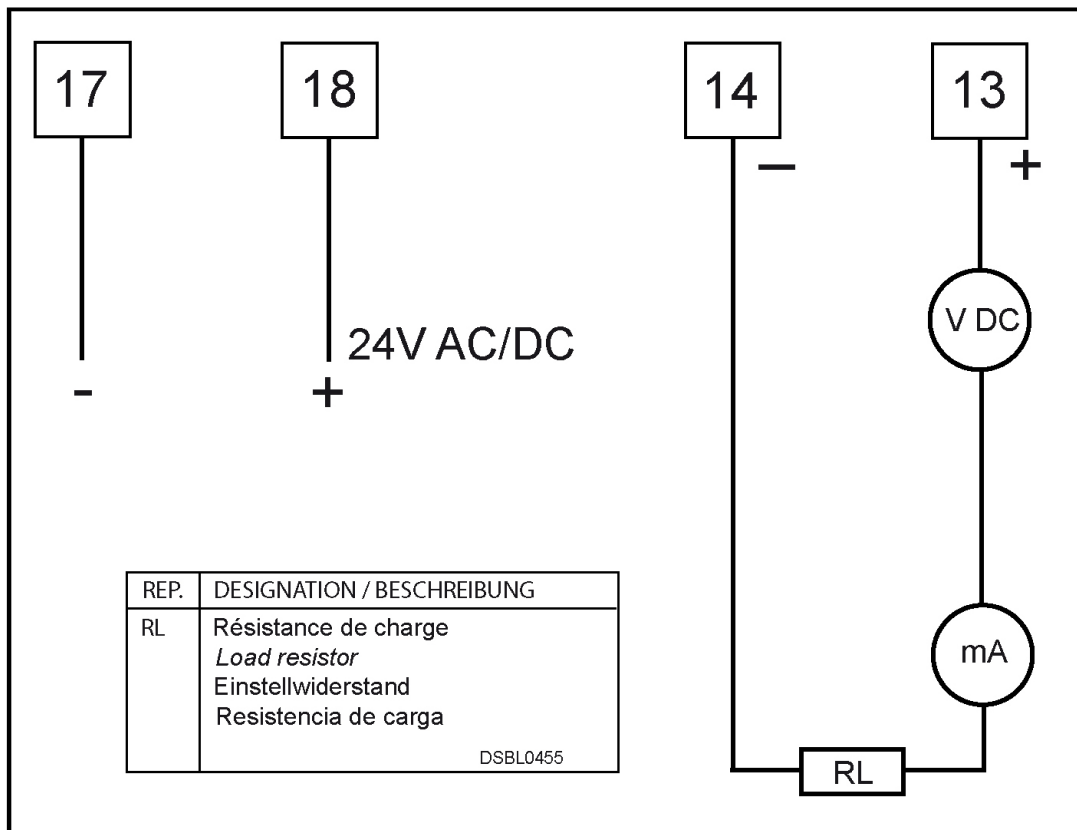 17 18 14 13
— +
V DC
24V AC/DC
- +
mA
RL
REP. DESIGNATION / BESCHREIBUNG
RL Résistance de charge
Load resistor
Einstellwiderstand
Resistencia de carga
DSBL0455